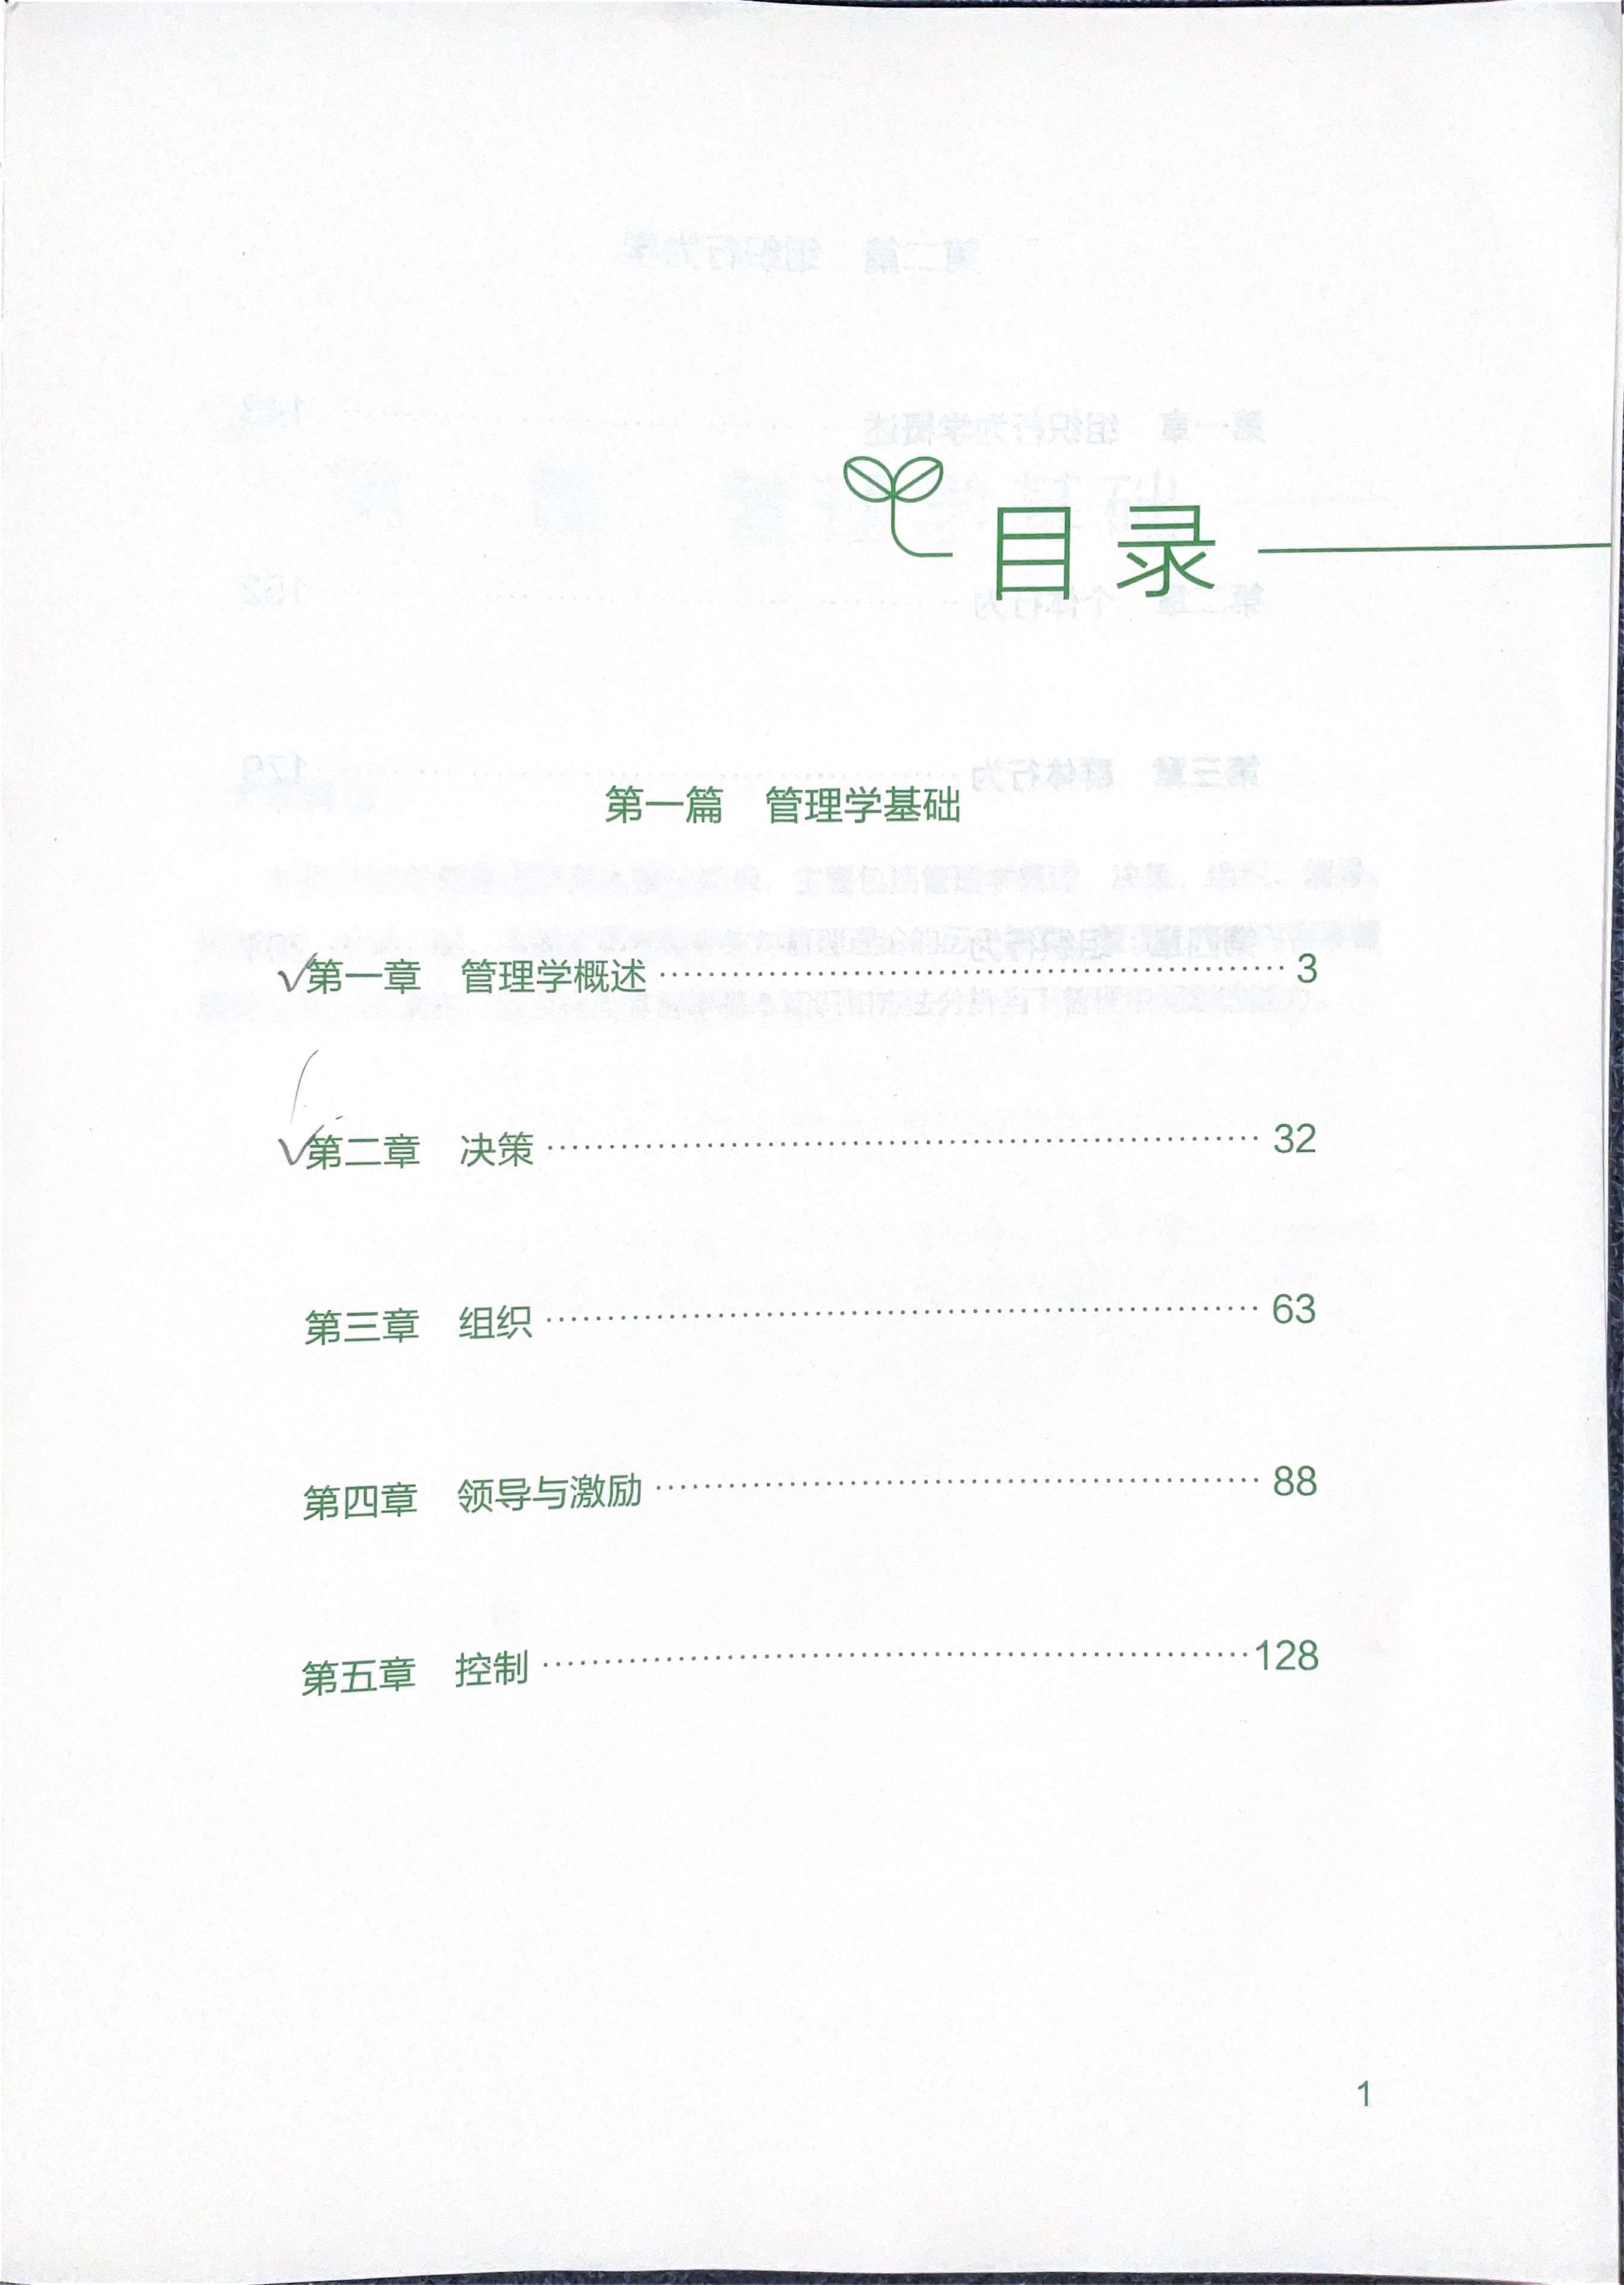 目录
第一篇 管理学基础
第一章 管理学概述 3
第二章 决策 32
第三章 组织 63
第四章 领导与激励 88
第五章 控制 128
1